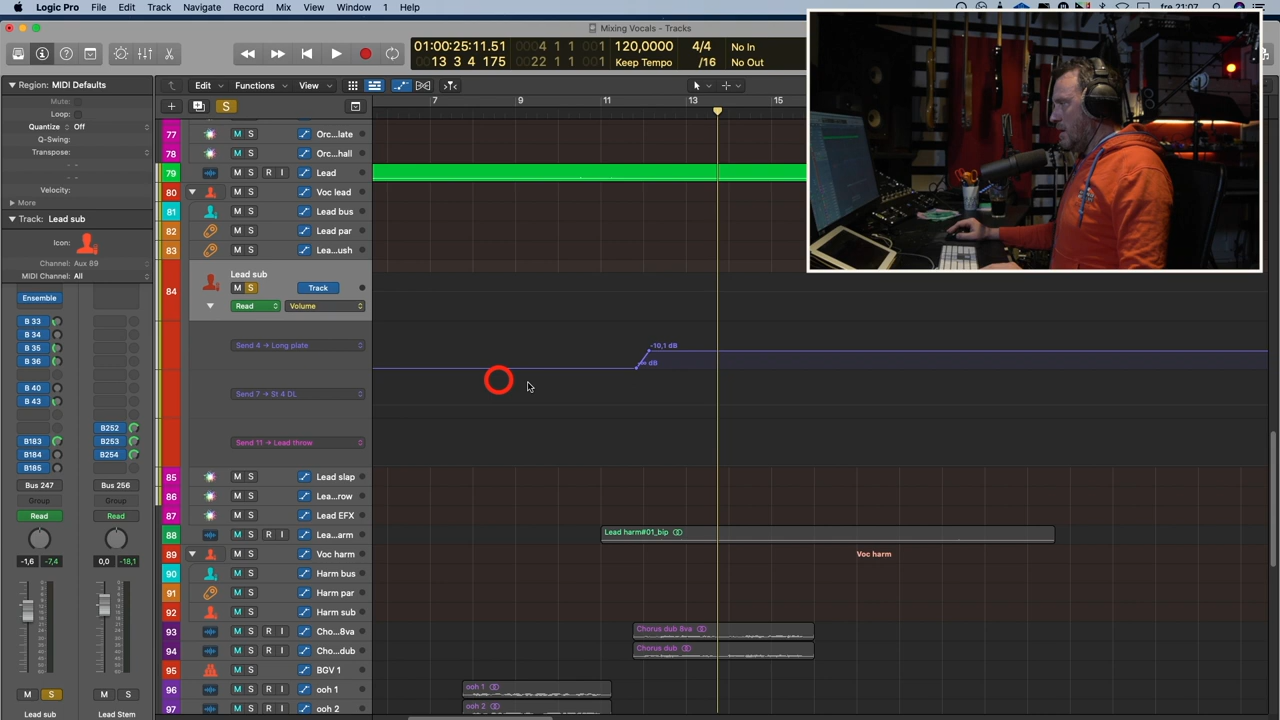 Logic Pro File Edit Track Navigate Record Mix View Window 1 Help
Mixing Vocals - Tracks
fre 21:07
01:00:25:11.51
13 3 4 175
0004 1 1 001
0022 1 1 1
120,0000
Keep Tempo
4/4
/16
No In
No Out
Region: MIDI Defaults
Mute:
Loop:
Quantize Off
Q-Swing:
Transpose:
Velocity:
More
Track: Lead sub
Icon:
Channel: Aux 89
MIDI Channel: All
Ensemble
B 33
B 34
B 35
B 36
B 40
B 43
B183
B184
B185
Bus 247
Group
Read
-1,6 -7,4
M S
Lead sub
B252
B253
B254
Bus 256
Group
Read
0,0 -18,1
M S
Lead Stem
Edit Functions View
S
7 9 11 13 15
77 M S Orc...late
78 M S Orc...hall
79 M S R I Lead
80 M S Voc lead
81 M S Lead bus
82 M S Lead par
83 M S Lea...ush
84 Lead sub
M S Track
Read Volume
Send 4 → Long plate
-10,1 dB
-∞ dB
Send 7 → St 4 DL
Send 11 → Lead throw
85 M S Lead slap
86 M S Lea...row
87 M S Lead EFX
88 M S R I Lea...arm
Lead harm#01_bip
89 M S Voc harm
Voc harm
90 M S Harm bus
91 M S Harm par
92 M S Harm sub
93 M S R I Cho...8va
Chorus dub 8va
94 M S R I Cho...dub
Chorus dub
95 M S BGV 1
96 M S R I ooh 1
ooh 1
97 M S R I ooh 2
ooh 2